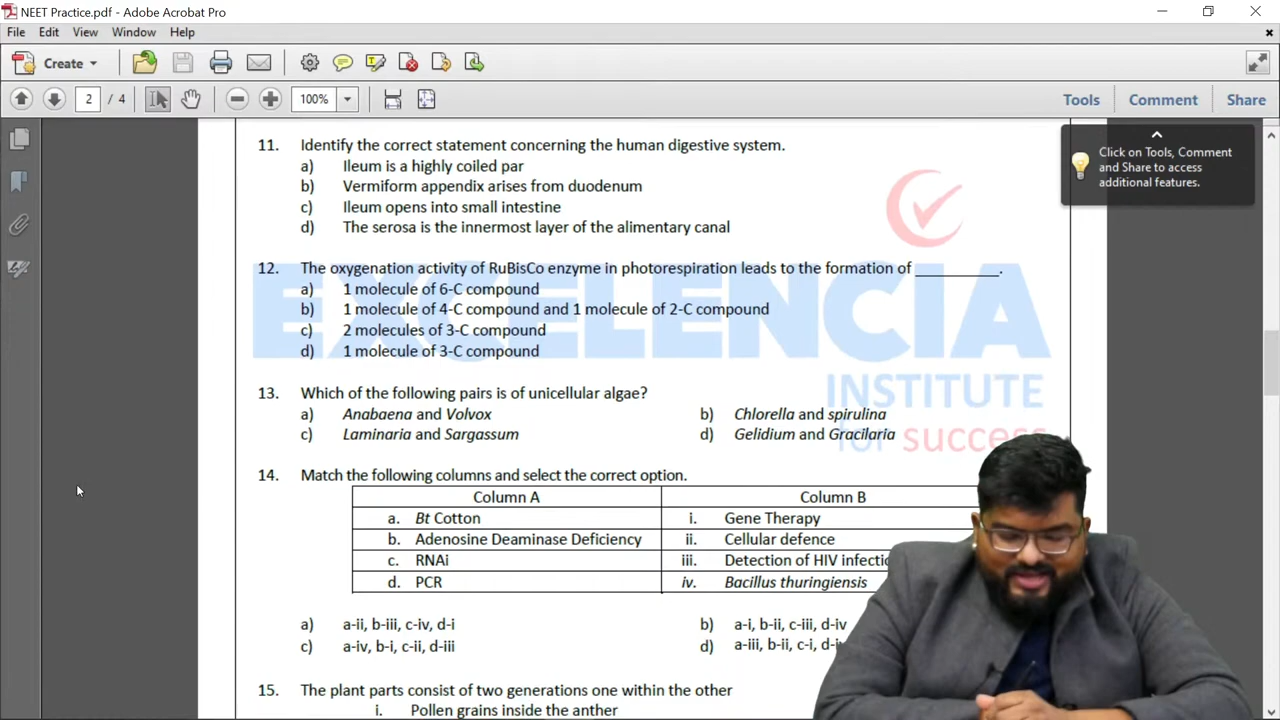 NEET Practice.pdf - Adobe Acrobat Pro
File Edit View Window Help
Create
2 / 4 100% Tools Comment Share
Click on Tools, Comment
and Share to access
additional features.
11. Identify the correct statement concerning the human digestive system.
a) Ileum is a highly coiled par
b) Vermiform appendix arises from duodenum
c) Ileum opens into small intestine
d) The serosa is the innermost layer of the alimentary canal
12. The oxygenation activity of RuBisCo enzyme in photorespiration leads to the formation of __________.
a) 1 molecule of 6-C compound
b) 1 molecule of 4-C compound and 1 molecule of 2-C compound
c) 2 molecules of 3-C compound
d) 1 molecule of 3-C compound
EXCELENCIA
INSTITUTE
for success
13. Which of the following pairs is of unicellular algae?
a) Anabaena and Volvox b) Chlorella and spirulina
c) Laminaria and Sargassum d) Gelidium and Gracilaria
14. Match the following columns and select the correct option.
Column A Column B
a. Bt Cotton i. Gene Therapy
b. Adenosine Deaminase Deficiency ii. Cellular defence
c. RNAi iii. Detection of HIV
d. PCR iv. Bacillus thuringiensis
a) a-ii, b-iii, c-iv, d-i b) a-i, b-ii, c-iii, d-iv
c) a-iv, b-i, c-ii, d-iii d) a-iii, b-ii, c-i,
15. The plant parts consist of two generations one within the other
i. Pollen grains inside the anther